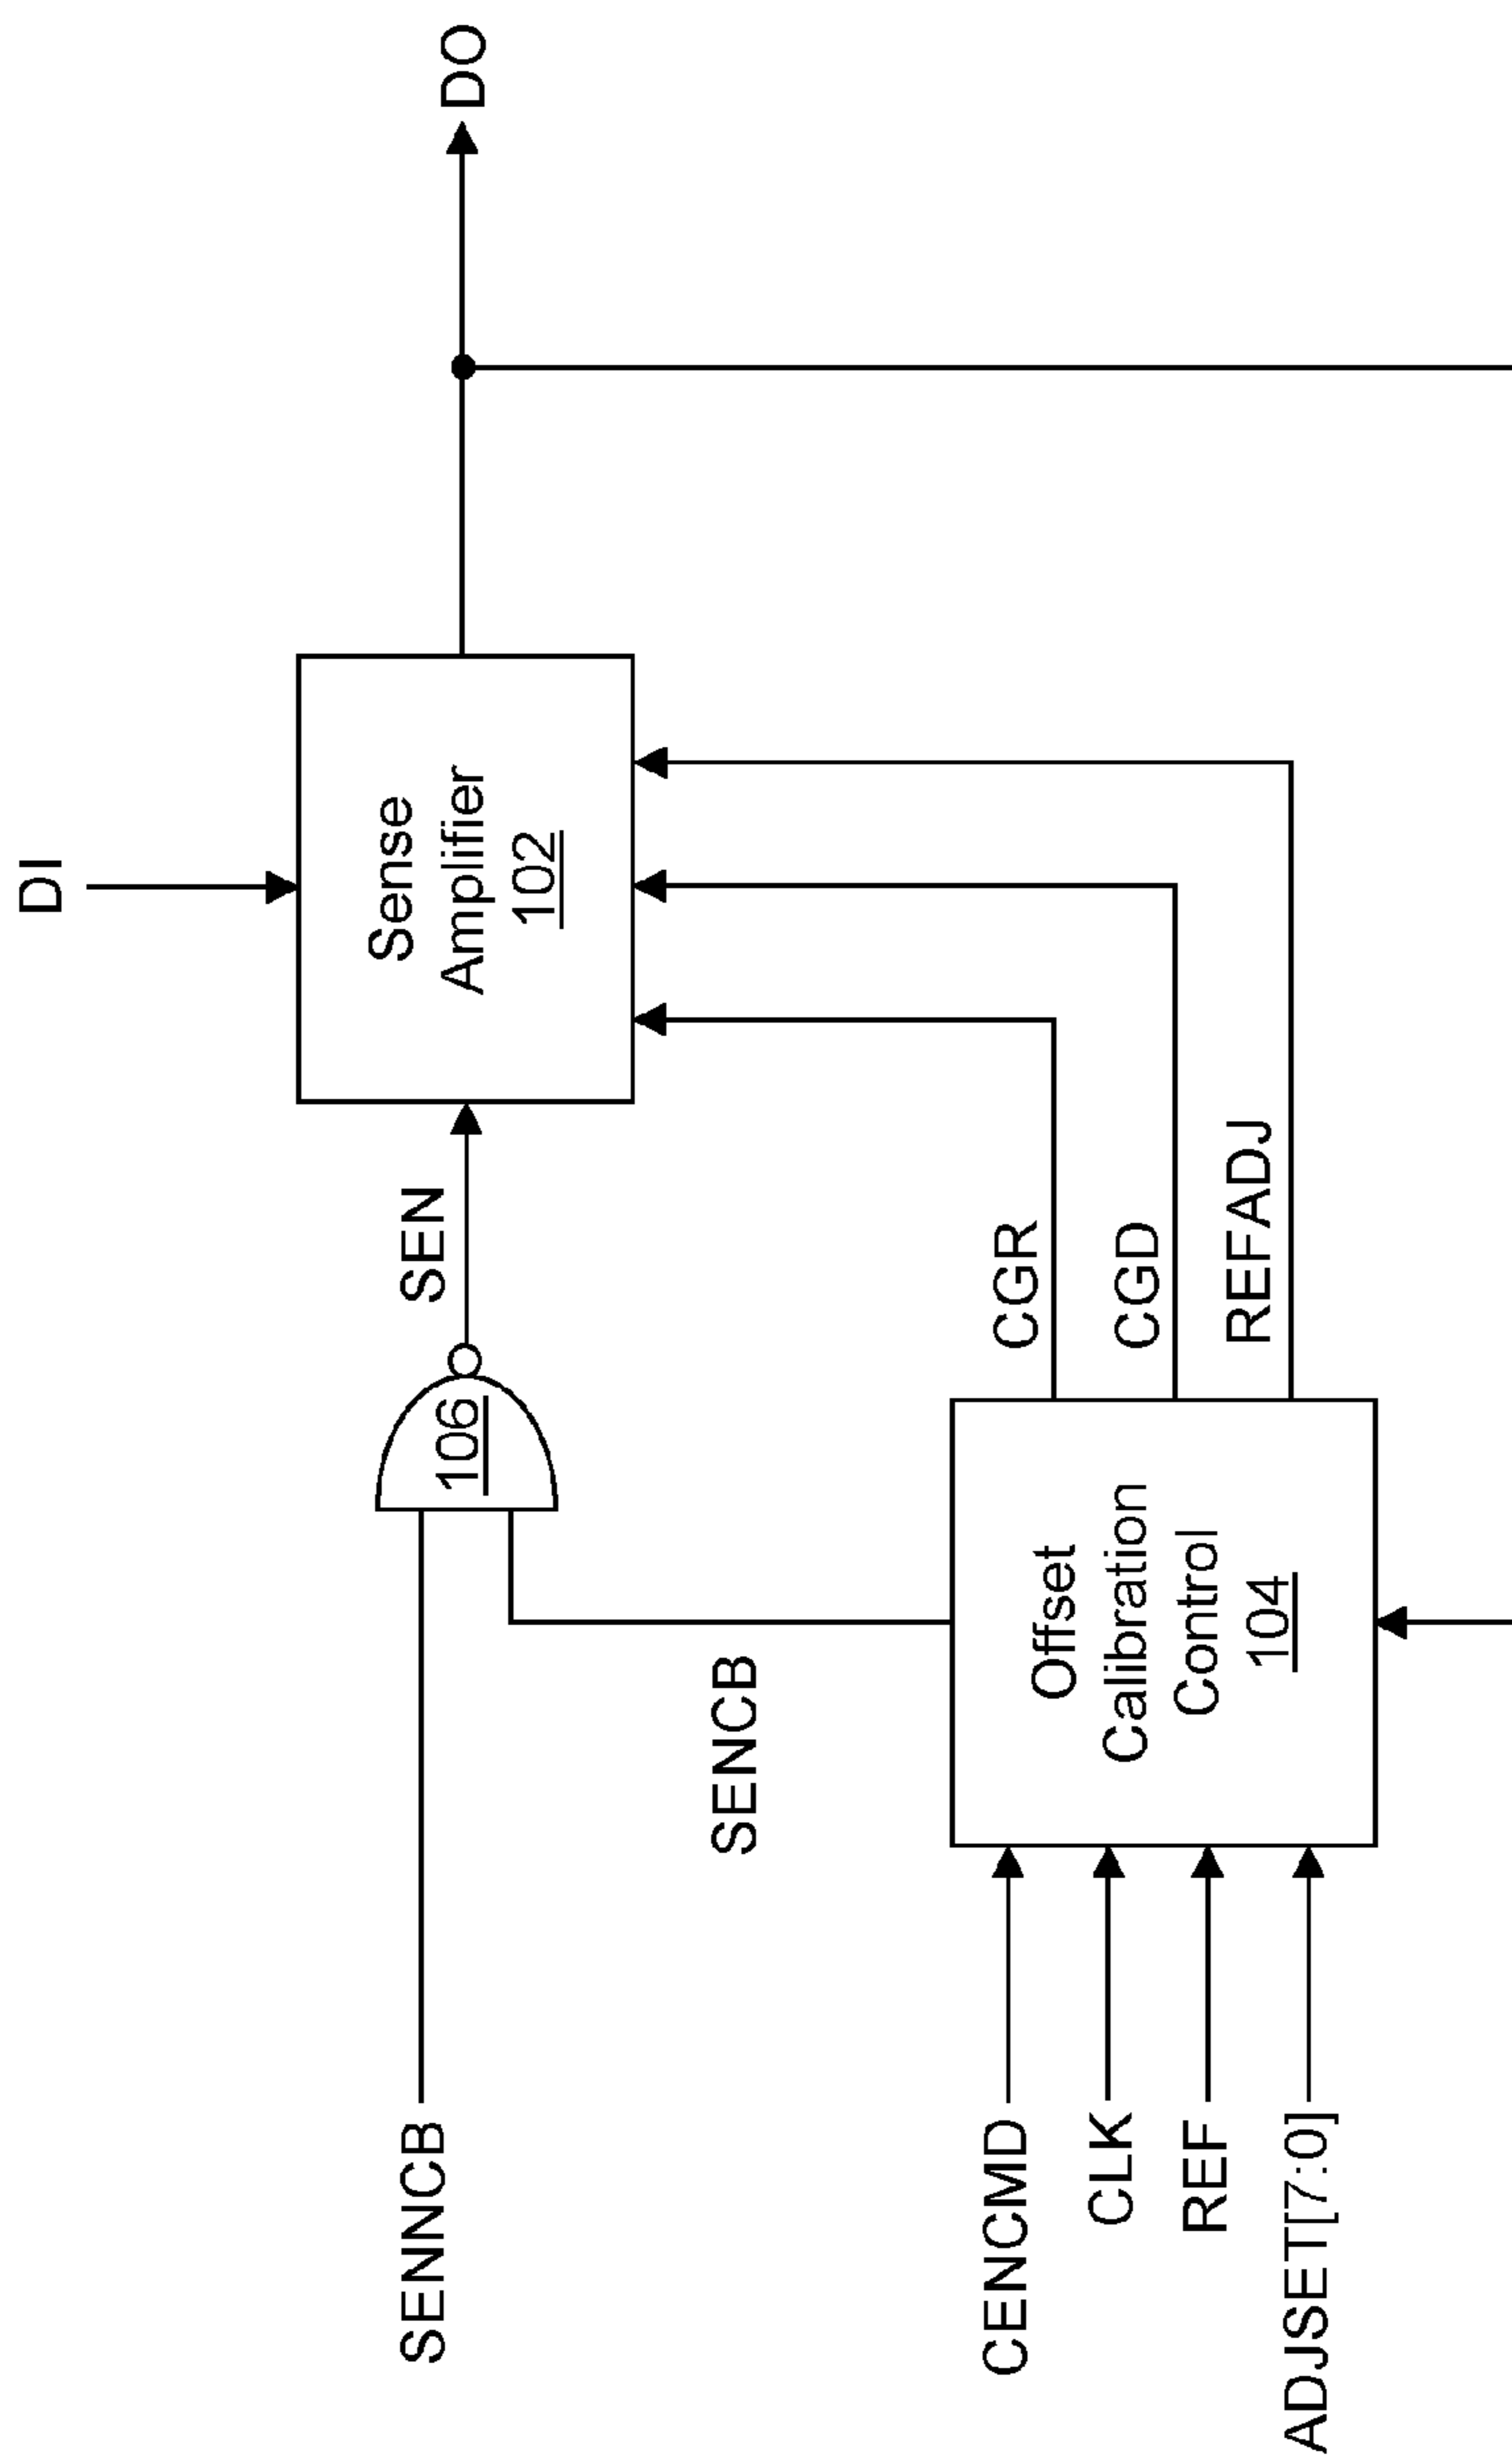 DI
DO
SENNCB
106
SEN
Sense
Amplifier
102
SENCB
CGR
CGD
REFADJ
CENCMD
CLK
REF
ADJSET[7:0]
Offset
Calibration
Control
104